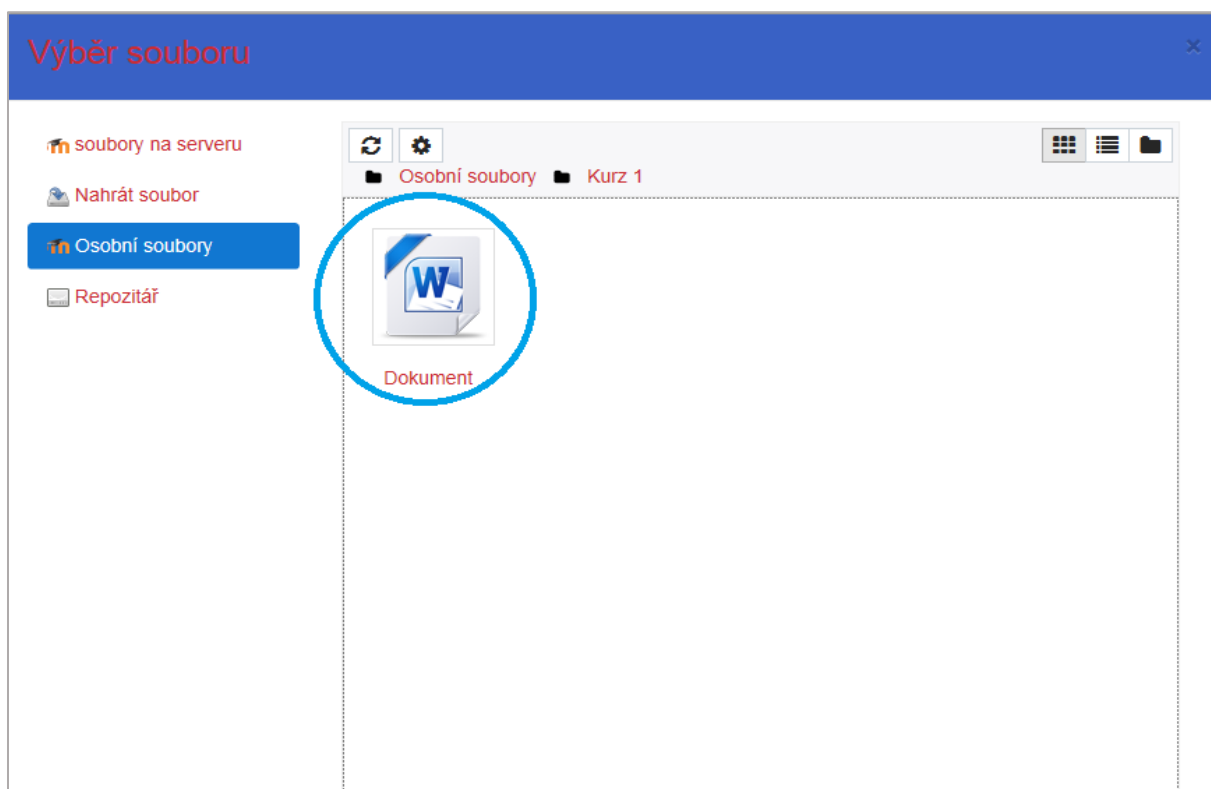 Výběr souboru
soubory na serveru
Nahrát soubor
Osobní soubory
Repozitář
Osobní soubory Kurz 1
W
Dokument